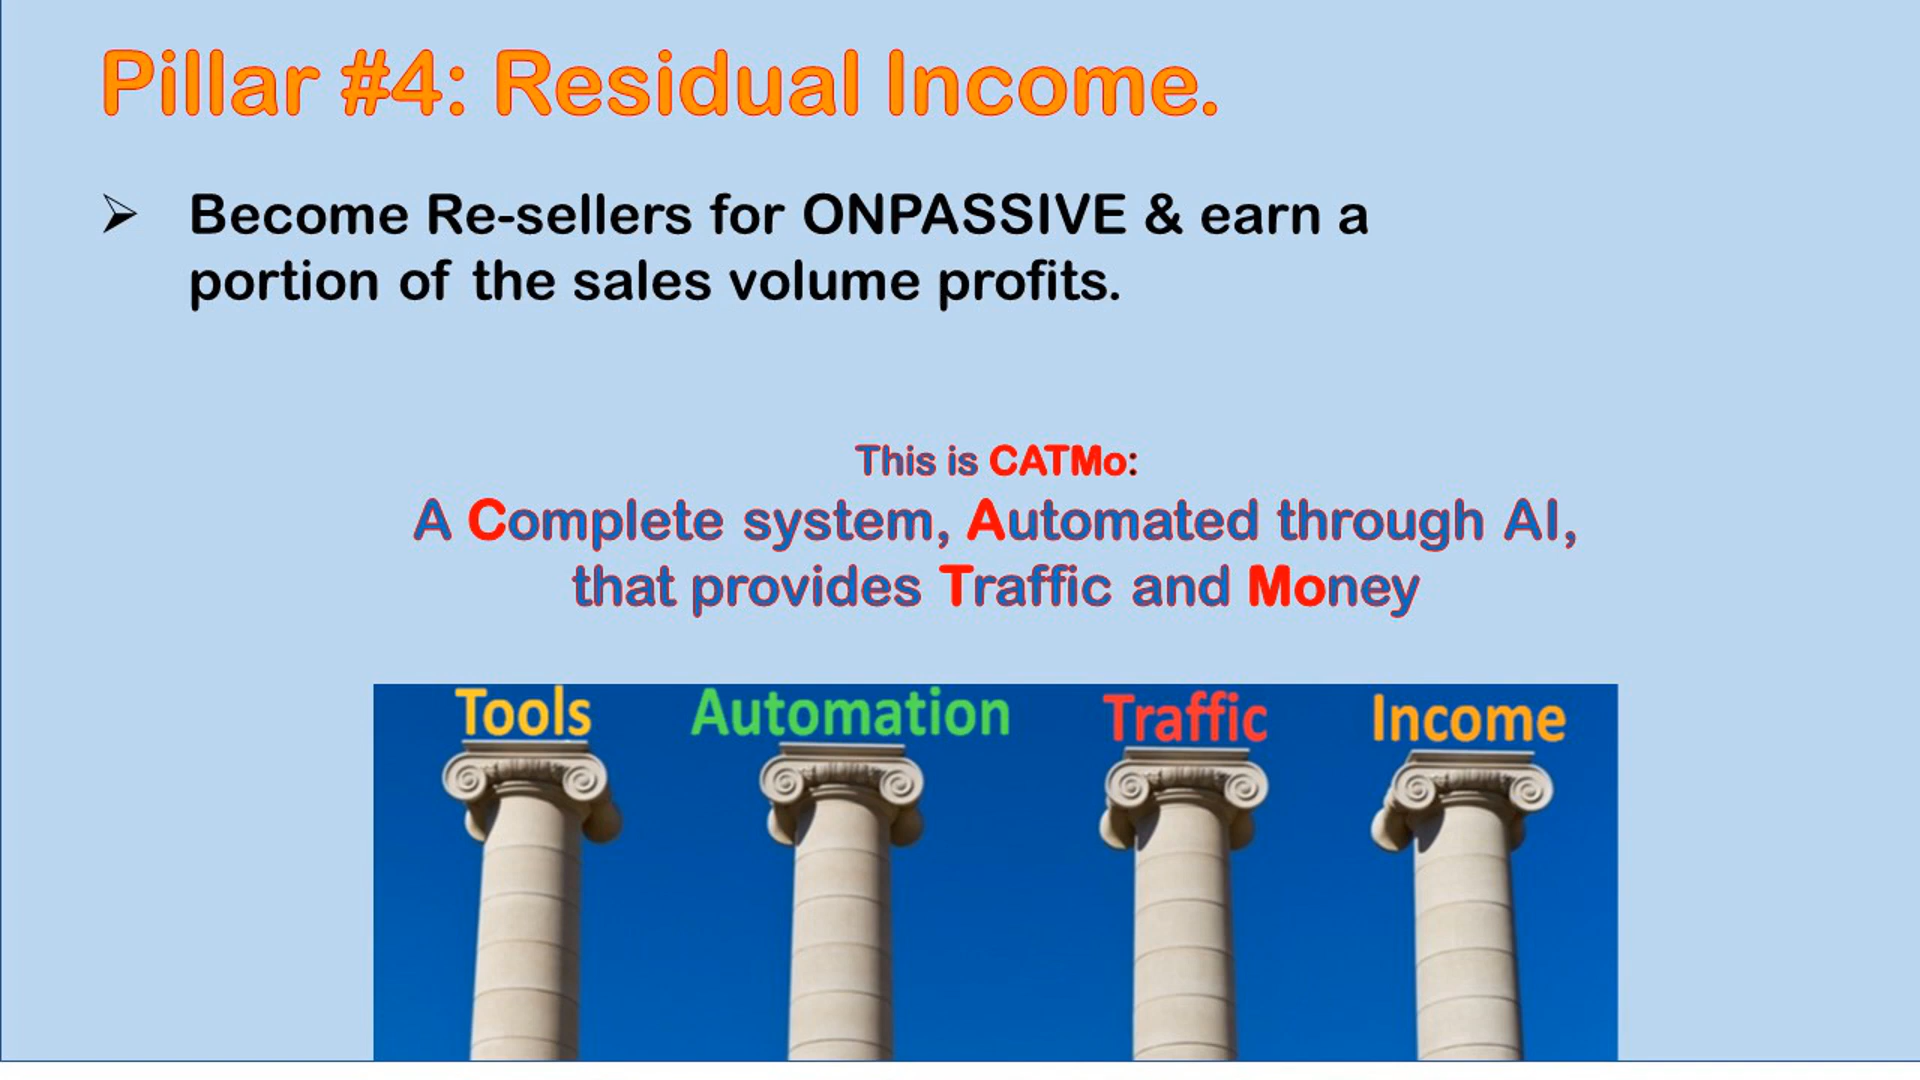 Pillar #4: Residual Income.
➢ Become Re-sellers for ONPASSIVE & earn a
portion of the sales volume profits.
This is CATMo:
A Complete system, Automated through AI,
that provides Traffic and Money
Tools Automation Traffic Income